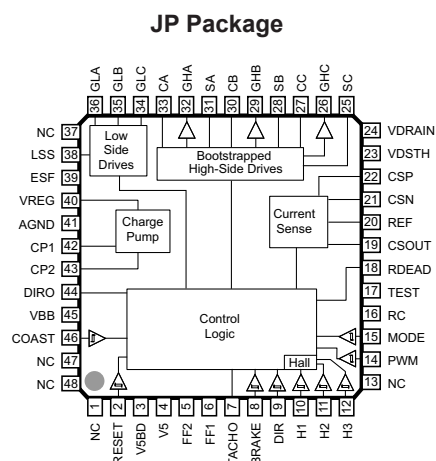 JP Package
GLA
GLB
GLC
CA
GHA
SA
CB
GHB
SB
CC
GHC
SC
36
35
34
33
32
31
30
29
28
27
26
25
NC 37
LSS 38
ESF 39
VREG 40
AGND 41
CP1 42
CP2 43
DIRO 44
VBB 45
COAST 46
NC 47
NC 48
Low
Side
Drives
Bootstrapped
High-Side Drives
Charge
Pump
Current
Sense
Control
Logic
Hall
24 VDRAIN
23 VDSTH
22 CSP
21 CSN
20 REF
19 CSOUT
18 RDEAD
17 TEST
16 RC
15 MODE
14 PWM
13 NC
1
2
3
4
5
6
7
8
9
10
11
12
NC
RESET
V5BD
V5
FF2
FF1
TACHO
BRAKE
DIR
H1
H2
H3